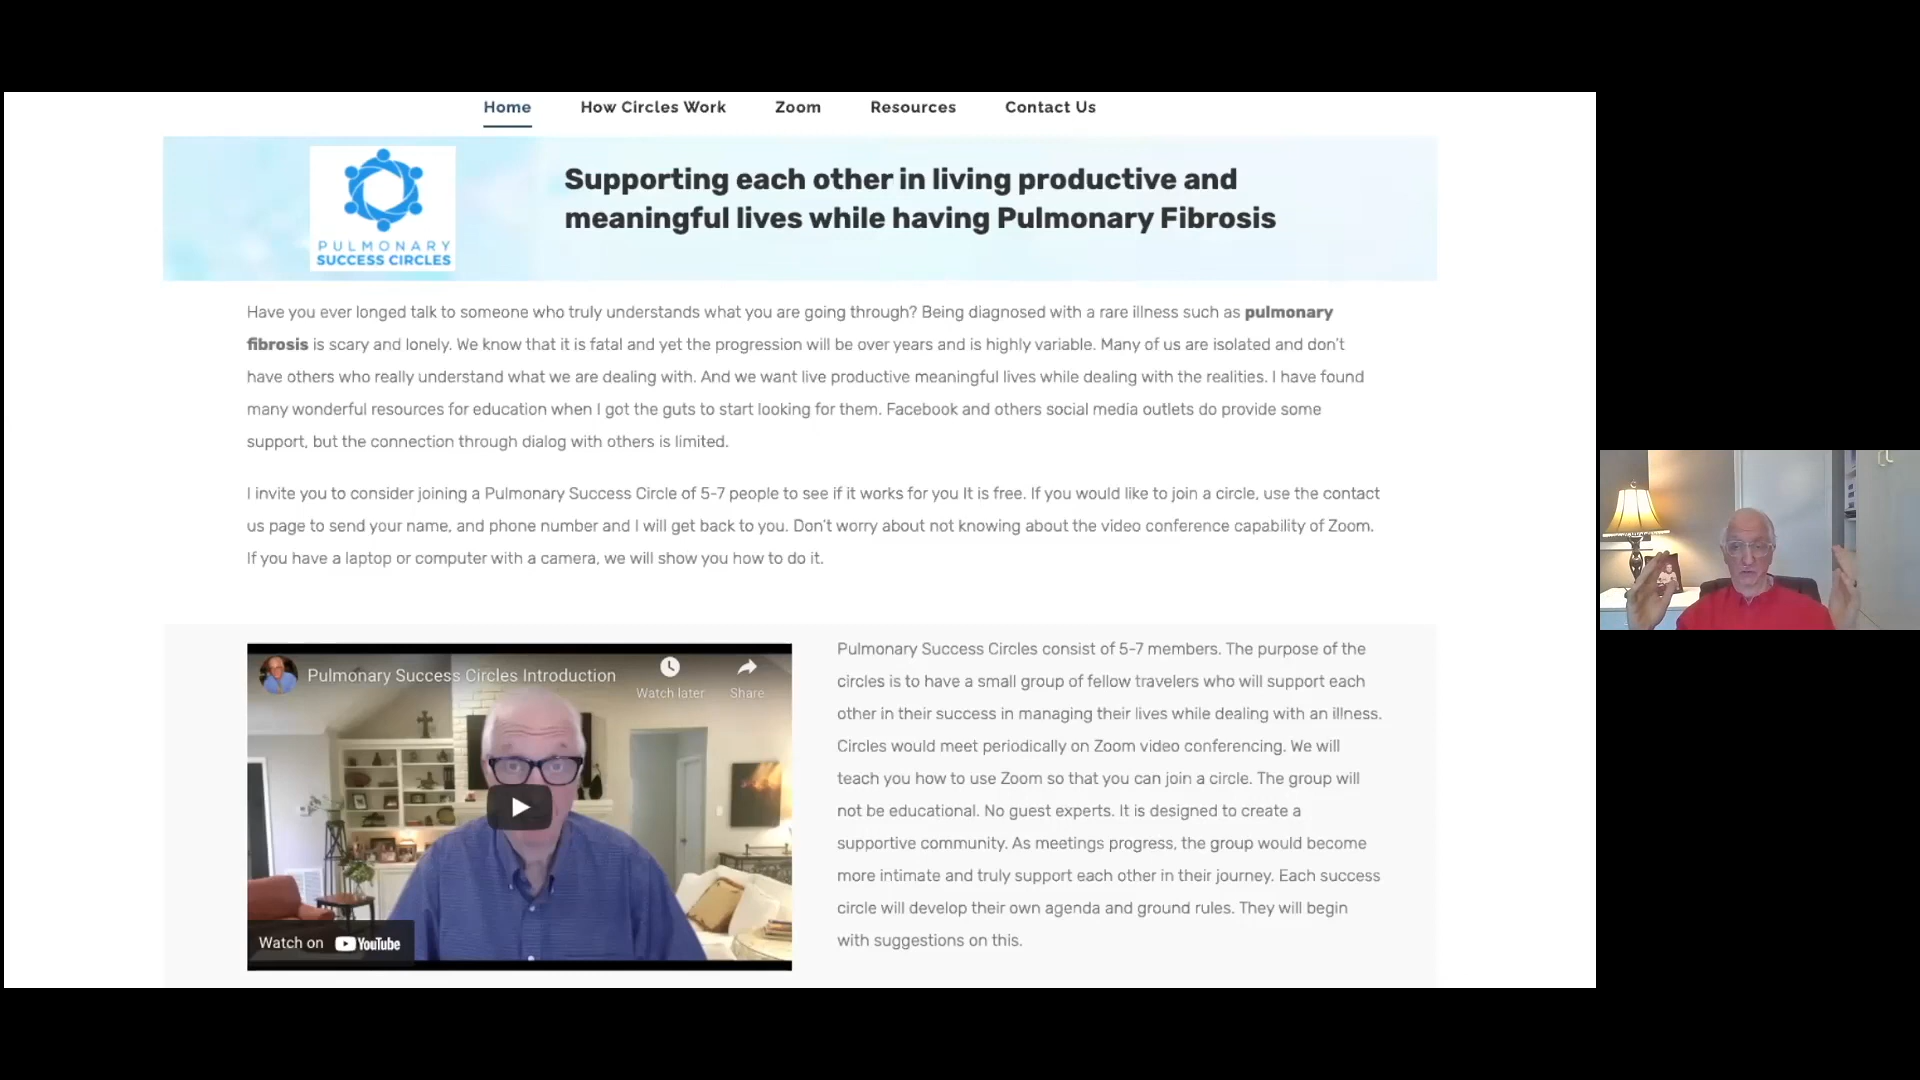 Home How Circles Work Zoom Resources Contact Us
PULMONARY
SUCCESS CIRCLES
Supporting each other in living productive and
meaningful lives while having Pulmonary Fibrosis
Have you ever longed talk to someone who truly understands what you are going through? Being diagnosed with a rare illness such as pulmonary
fibrosis is scary and lonely. We know that it is fatal and yet the progression will be over years and is highly variable. Many of us are isolated and don't
have others who really understand what we are dealing with. And we want live productive meaningful lives while dealing with the realities. I have found
many wonderful resources for education when I got the guts to start looking for them. Facebook and others social media outlets do provide some
support, but the connection through dialog with others is limited.
I invite you to consider joining a Pulmonary Success Circle of 5-7 people to see if it works for you It is free. If you would like to join a circle, use the contact
us page to send your name, and phone number and I will get back to you. Don't worry about not knowing about the video conference capability of Zoom.
If you have a laptop or computer with a camera, we will show you how to do it.
Pulmonary Success Circles Introduction
Watch later Share
Watch on YouTube
Pulmonary Success Circles consist of 5-7 members. The purpose of the
circles is to have a small group of fellow travelers who will support each
other in their success in managing their lives while dealing with an illness.
Circles would meet periodically on Zoom video conferencing. We will
teach you how to use Zoom so that you can join a circle. The group will
not be educational. No guest experts. It is designed to create a
supportive community. As meetings progress, the group would become
more intimate and truly support each other in their journey. Each success
circle will develop their own agenda and ground rules. They will begin
with suggestions on this.